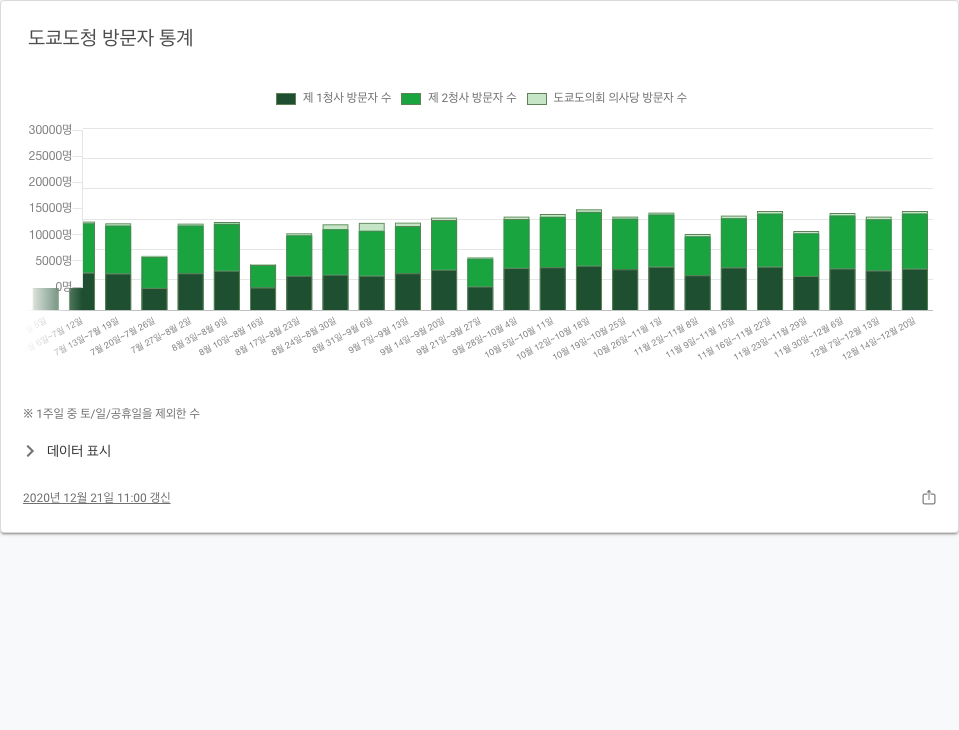 도쿄도청 방문자 통계
제 1청사 방문자 수 제 2청사 방문자 수 도쿄도의회 의사당 방문자 수
30000명
25000명
20000명
15000명
10000명
5000명
0명
7월 12일
7월 13일~7월 19일
7월 20일~7월 26일
7월 27일~8월 2일
8월 3일~8월 9일
8월 10일~8월 16일
8월 17일~8월 23일
8월 24일~8월 30일
8월 31일~9월 6일
9월 7일~9월 13일
9월 14일~9월 20일
9월 21일~9월 27일
9월 28일~10월 4일
10월 5일~10월 11일
10월 12일~10월 18일
10월 19일~10월 25일
10월 26일~11월 1일
11월 2일~11월 8일
11월 9일~11월 15일
11월 16일~11월 22일
11월 23일~11월 29일
11월 30일~12월 6일
12월 7일~12월 13일
12월 14일~12월 20일
※ 1주일 중 토/일/공휴일을 제외한 수
데이터 표시
2020년 12월 21일 11:00 갱신